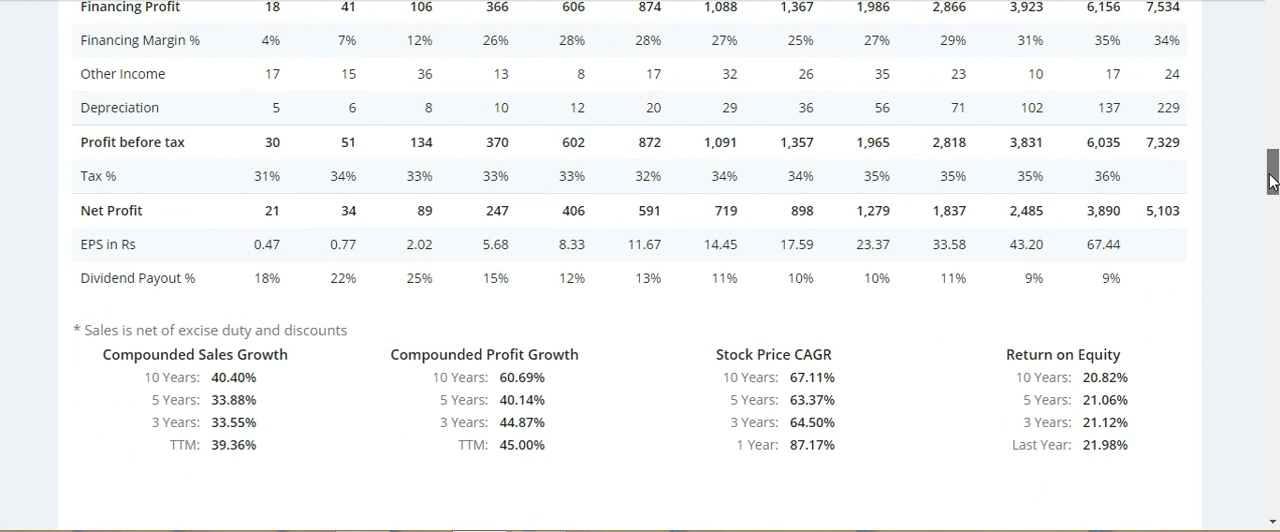 Financing Profit 18 41 106 366 606 874 1,088 1,367 1,986 2,866 3,923 6,156 7,534
Financing Margin % 4% 7% 12% 26% 28% 28% 27% 25% 27% 29% 31% 35% 34%
Other Income 17 15 36 13 8 17 32 26 35 23 10 17 24
Depreciation 5 6 8 10 12 20 29 36 56 71 102 137 229
Profit before tax 30 51 134 370 602 872 1,091 1,357 1,965 2,818 3,831 6,035 7,329
Tax % 31% 34% 33% 33% 33% 32% 34% 34% 35% 35% 35% 36%
Net Profit 21 34 89 247 406 591 719 898 1,279 1,837 2,485 3,890 5,103
EPS in Rs 0.47 0.77 2.02 5.68 8.33 11.67 14.45 17.59 23.37 33.58 43.20 67.44
Dividend Payout % 18% 22% 25% 15% 12% 13% 11% 10% 10% 11% 9% 9%
* Sales is net of excise duty and discounts
Compounded Sales Growth Compounded Profit Growth Stock Price CAGR Return on Equity
10 Years: 40.40% 10 Years: 60.69% 10 Years: 67.11% 10 Years: 20.82%
5 Years: 33.88% 5 Years: 40.14% 5 Years: 63.37% 5 Years: 21.06%
3 Years: 33.55% 3 Years: 44.87% 3 Years: 64.50% 3 Years: 21.12%
TTM: 39.36% TTM: 45.00% 1 Year: 87.17% Last Year: 21.98%